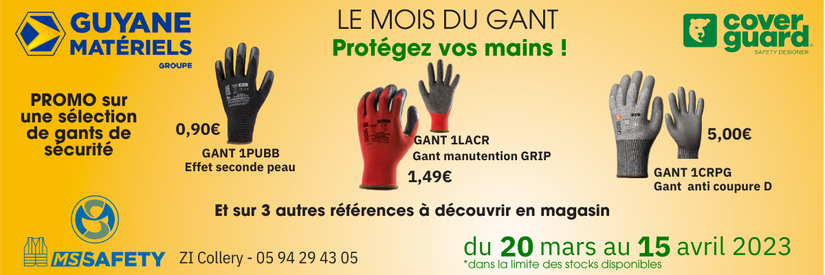 GUYANE
MATÉRIELS
GROUPE
LE MOIS DU GANT
Protégez vos mains !
cover
guard
SAFETY DESIGNER
PROMO sur
une sélection
de gants de
sécurité
0,90€
GANT 1PUBB
Effet seconde peau
GANT 1LACR
Gant manutention GRIP
1,49€
5,00€
GANT 1CRPG
Gant anti coupure D
Et sur 3 autres références à découvrir en magasin
MSSAFETY
ZI Collery - 05 94 29 43 05
du 20 mars au 15 avril 2023
*dans la limite des stocks disponibles